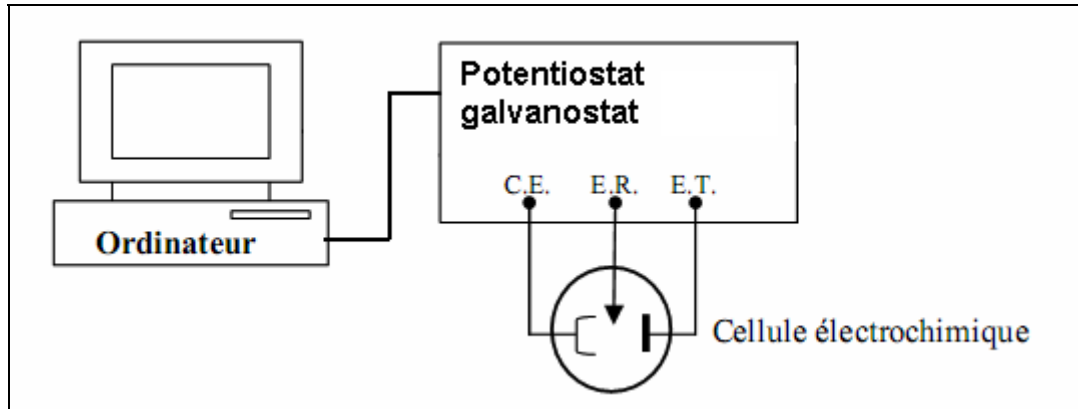 Potentiostat
galvanostat
C.E. E.R. E.T.
Ordinateur
Cellule électrochimique